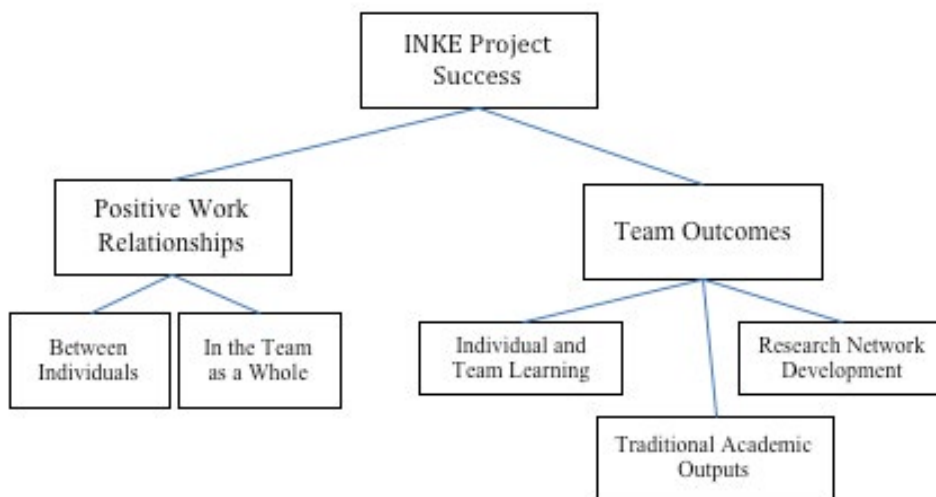 INKE Project
Success
Positive Work
Relationships
Team Outcomes
Between
Individuals
In the Team
as a Whole
Individual and
Team Learning
Research Network
Development
Traditional Academic
Outputs